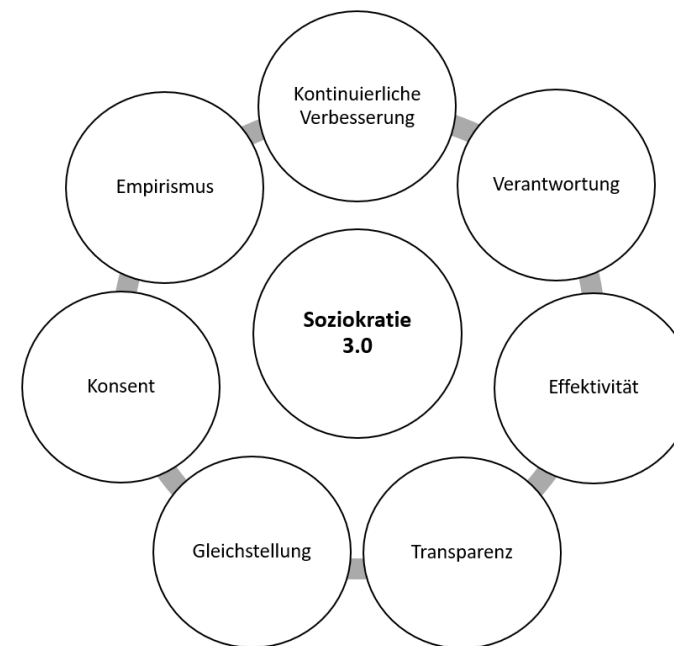 Kontinuierliche
Verbesserung
Verantwortung
Effektivität
Transparenz
Gleichstellung
Konsent
Empirismus
Soziokratie
3.0